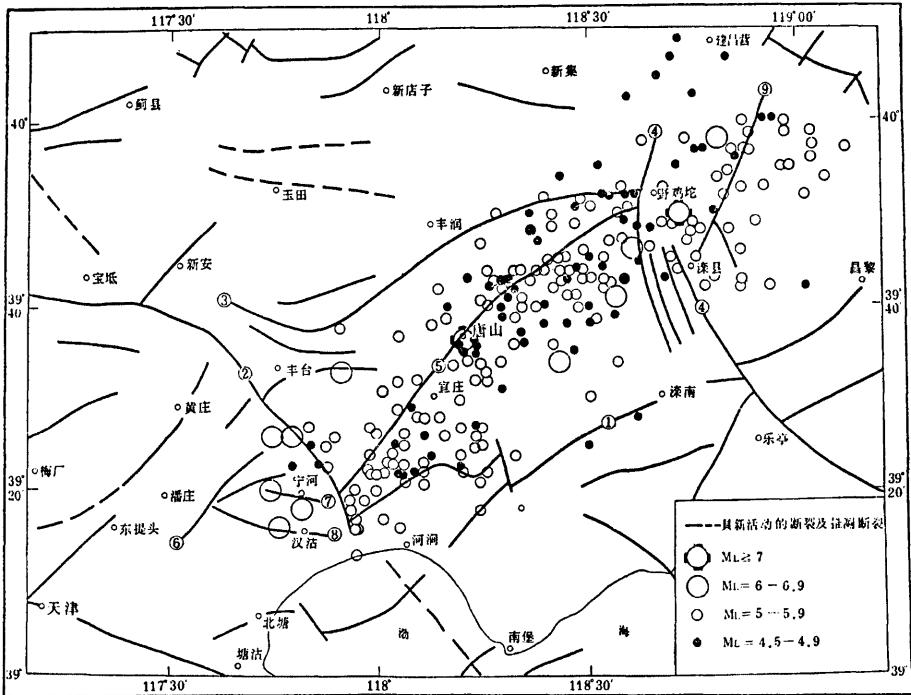 117°30′ 118° 118°30′ 119°00′
建昌营
新集
新店子
蓟县
40° 40°
④ ⑨
玉田
野鸡坨
丰润
新安
宝坻
滦县
昌黎
39° 40′ 39° 40′
③
④
唐山
②
丰台
⑤
宜庄
黄庄
滦南
①
乐亭
梅厂
39° 20′ 39° 20′
潘庄
宁河
⑦
东堤头
汉沽
⑧
⑥
河涧
天津
北塘
渤 海
南堡
塘沽
39° 39°
117°30′ 118° 118°30′
具新活动的断裂及推测断裂
ML≥7
ML=6-6.9
ML=5-5.9
ML=4.5-4.9